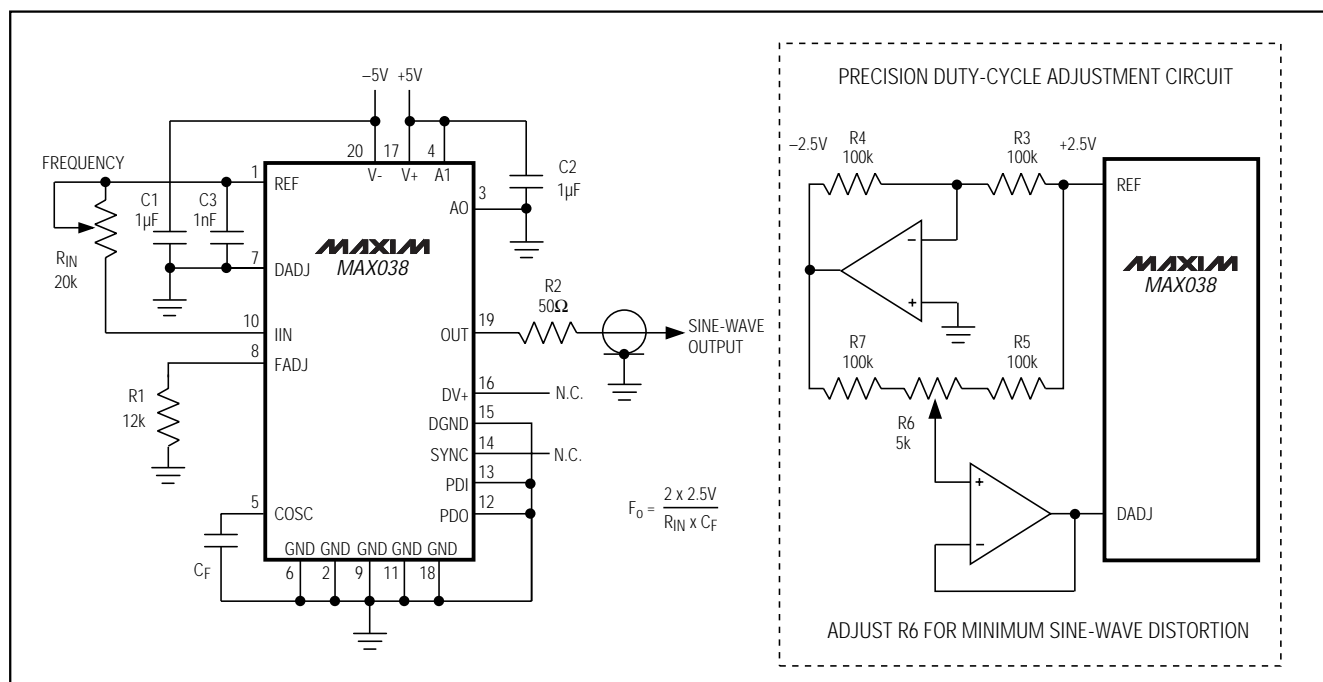 –5V +5V
20 17 4
V- V+ A1
FREQUENCY
1
REF
C1
1µF
C3
1nF
C2
1µF
3
AO
7
DADJ
MAXIM
MAX038
RIN
20k
10
IIN
R2
50Ω
19
OUT
SINE-WAVE
OUTPUT
8
FADJ
R1
12k
16
DV+
N.C.
15
DGND
14
SYNC
N.C.
13
PDI
12
PDO
5
COSC
CF
GND GND GND GND GND
6 2 9 11 18
Fo = 2 x 2.5V
RIN x CF
PRECISION DUTY-CYCLE ADJUSTMENT CIRCUIT
–2.5V
R4
100k
R3
100k
+2.5V
REF
–
+
MAXIM
MAX038
R7
100k
R5
100k
R6
5k
+
–
DADJ
ADJUST R6 FOR MINIMUM SINE-WAVE DISTORTION